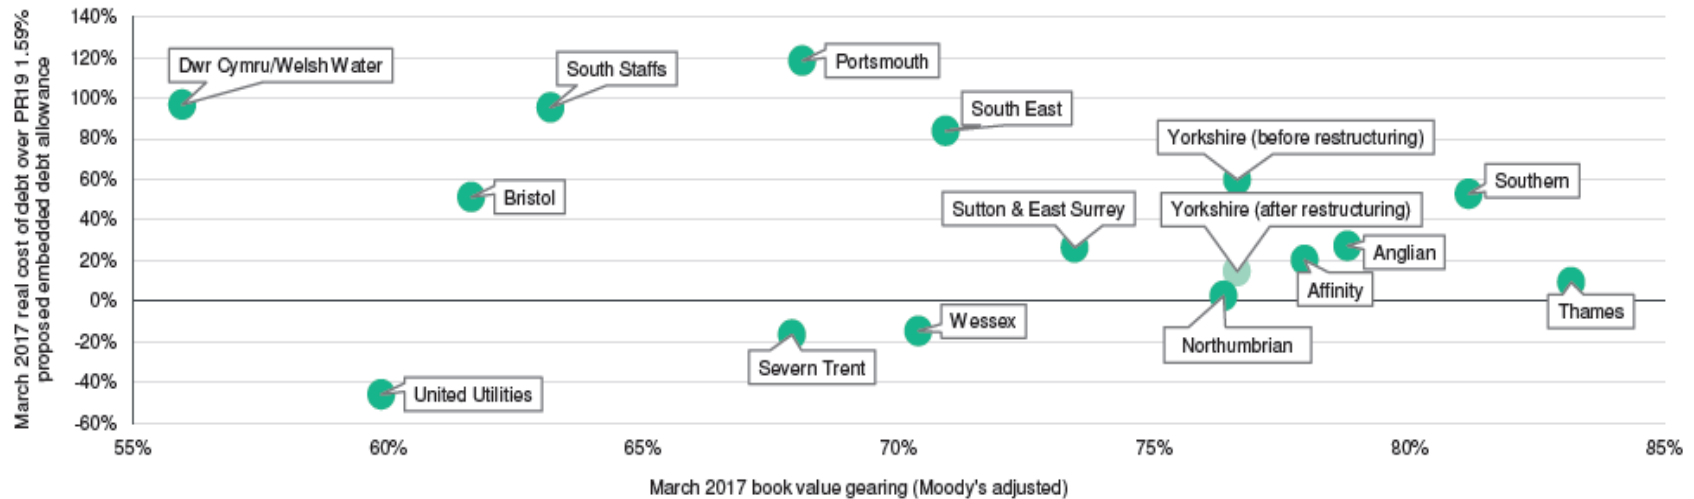 March 2017 real cost of debt over PR19 1.59%
proposed embedded debt allowance
140%
120%
100%
80%
60%
40%
20%
0%
-20%
-40%
-60%
Dwr Cymru/Welsh Water
South Staffs
Portsmouth
South East
Yorkshire (before restructuring)
Southern
Bristol
Sutton & East Surrey
Yorkshire (after restructuring)
Anglian
Affinity
Thames
Wessex
Northumbrian
Severn Trent
United Utilities
55%
60%
65%
70%
75%
80%
85%
March 2017 book value gearing (Moody's adjusted)